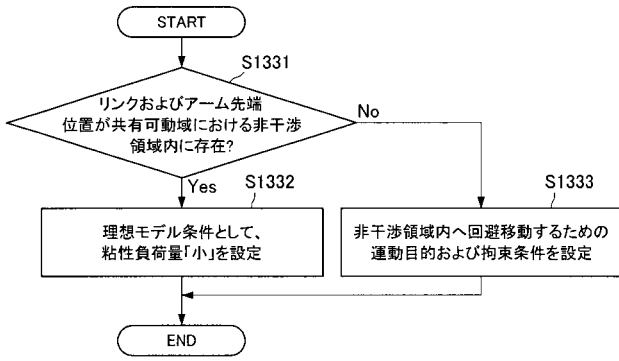 START
S1331
リンクおよびアーム先端
位置が共有可動域における非干渉
領域内に存在?
No
Yes
S1332
理想モデル条件として、
粘性負荷量「小」を設定
S1333
非干渉領域内へ回避移動するための
運動目的および拘束条件を設定
END